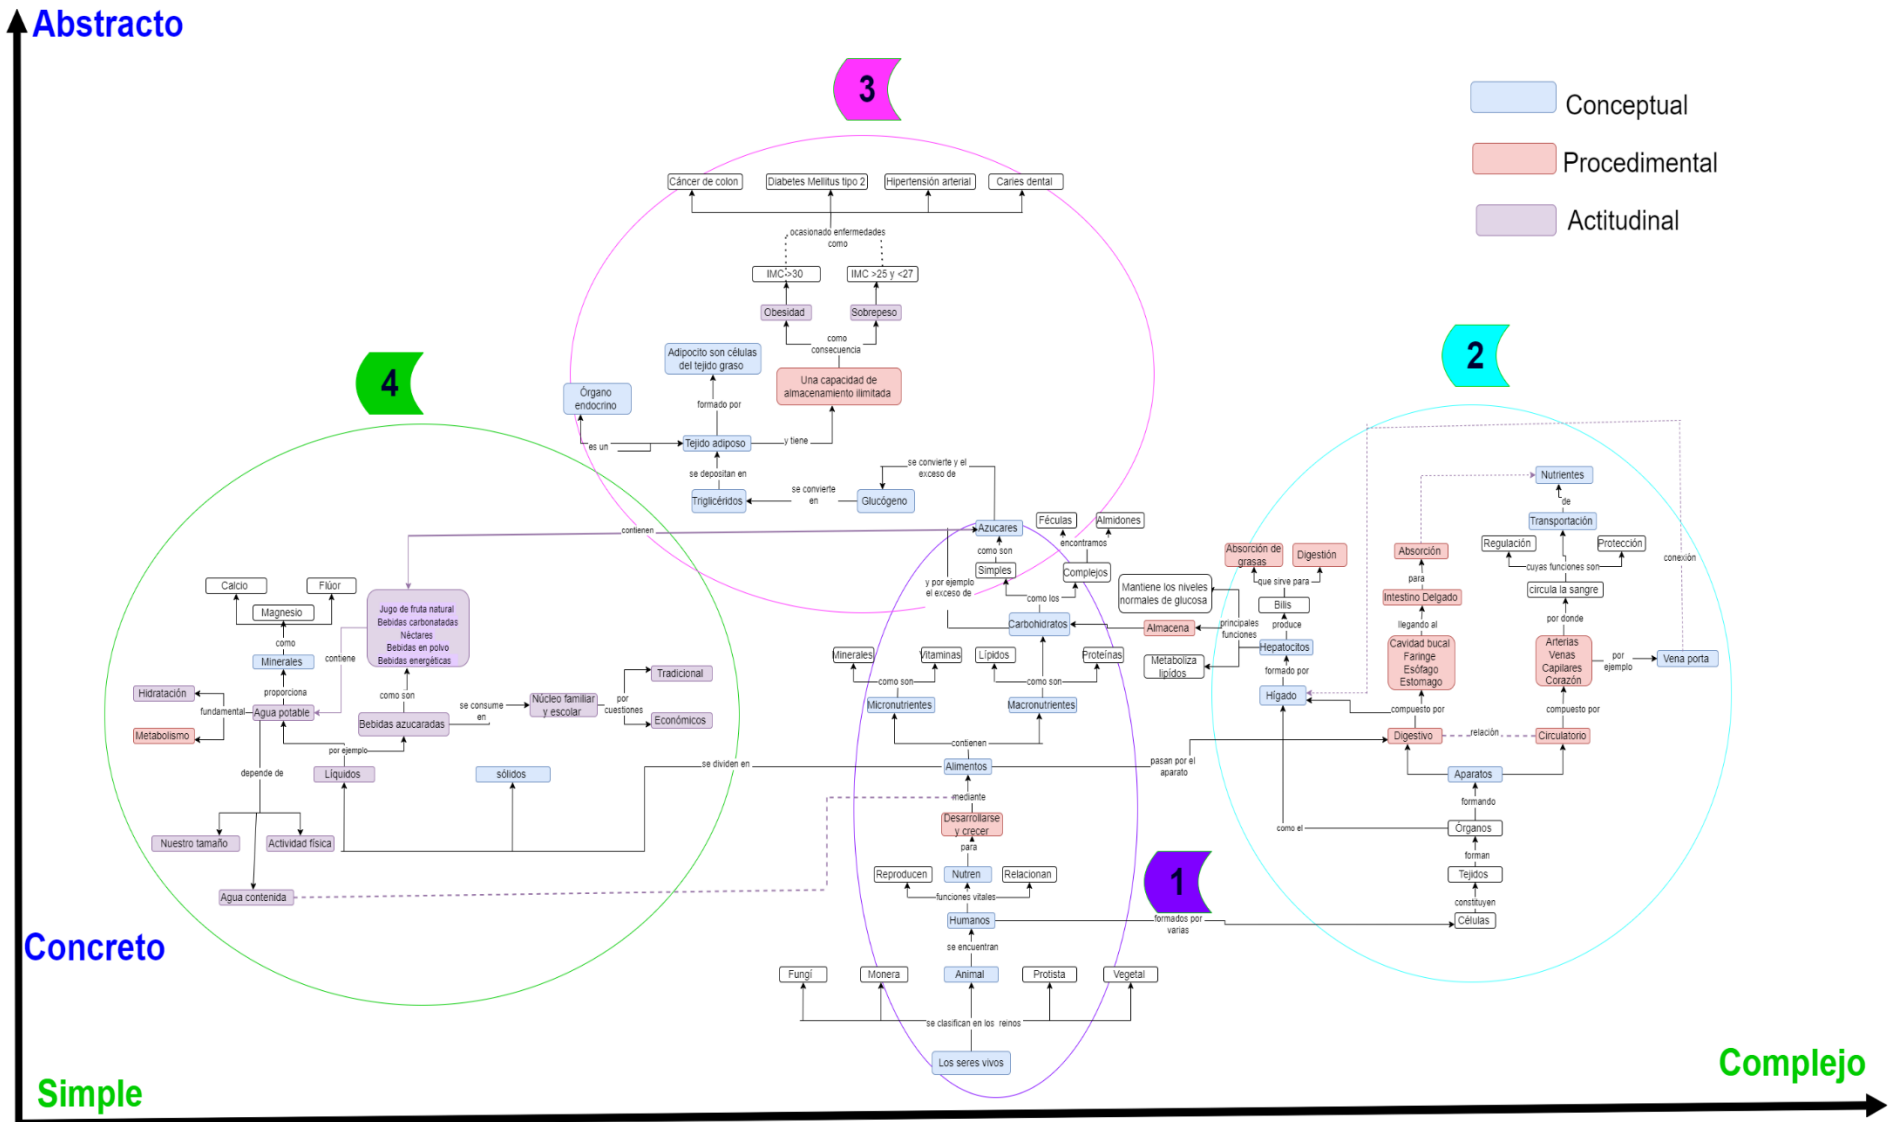 Abstracto
3
Conceptual
Procedimental
Actitudinal
Cáncer de colon
Diabetes Mellitus tipo 2
Hipertensión arterial
Caries dental
ocasionado enfermedades
como
IMC >30
IMC >25 y <27
Obesidad
Sobrepeso
como
consecuencia
Adipocito son células
del tejido graso
Una capacidad de
almacenamiento ilimitada
Órgano
endocrino
formado por
es un
Tejido adiposo
y tiene
se depositan en
se convierte y el
exceso de
Triglicéridos
se convierte
en
Glucógeno
4
contienen
Calcio
Flúor
Magnesio
como
Minerales
proporciona
Jugo de fruta natural
Bebidas carbonatadas
Néctares
Bebidas en polvo
Bebidas energéticas
contiene
como son
Hidratación
fundamental
Metabolismo
Agua potable
Bebidas azucaradas
se consume
en
Núcleo familiar
y escolar
por
cuestiones
Tradicional
Económicos
por ejemplo
depende de
Líquidos
sólidos
se dividen en
Nuestro tamaño
Actividad física
Agua contenida
Azucares
Féculas
Almidones
como son
encontramos
Simples
Complejos
y por ejemplo
el exceso de
como los
Carbohidratos
Almacena
Mantiene los niveles
normales de glucosa
principales
funciones
Metaboliza
lípidos
Minerales
Vitaminas
Lípidos
Proteínas
como son
como son
Micronutrientes
Macronutrientes
contienen
Alimentos
pasan por el
aparato
mediante
Desarrollarse
y crecer
para
Reproducen
Nutren
Relacionan
funciones vitales
Humanos
formados por
varias
se encuentran
Fungí
Monera
Animal
Protista
Vegetal
se clasifican en los reinos
Los seres vivos
1
2
Nutrientes
de
Transportación
Regulación
Protección
cuyas funciones son
circula la sangre
por donde
Arterias
Venas
Capilares
Corazón
por
ejemplo
Vena porta
conexión
compuesto por
Absorción
para
Intestino Delgado
llegando al
Cavidad bucal
Faringe
Esófago
Estomago
compuesto por
Absorción de
grasas
Digestión
que sirve para
Bilis
produce
Hepatocitos
formado por
Hígado
Digestivo
relación
Circulatorio
Aparatos
formando
como el
Órganos
forman
Tejidos
constituyen
Células
Concreto
Simple
Complejo